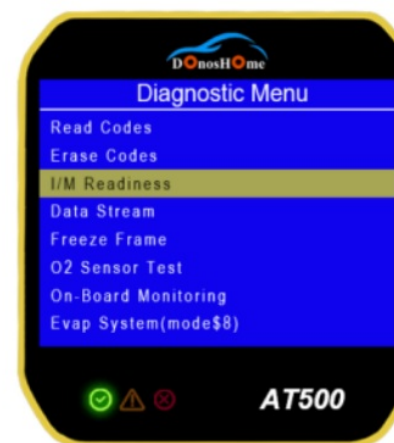 DOnosHOme
Diagnostic Menu
Read Codes
Erase Codes
I/M Readiness
Data Stream
Freeze Frame
O2 Sensor Test
On-Board Monitoring
Evap System(mode$8)
AT500